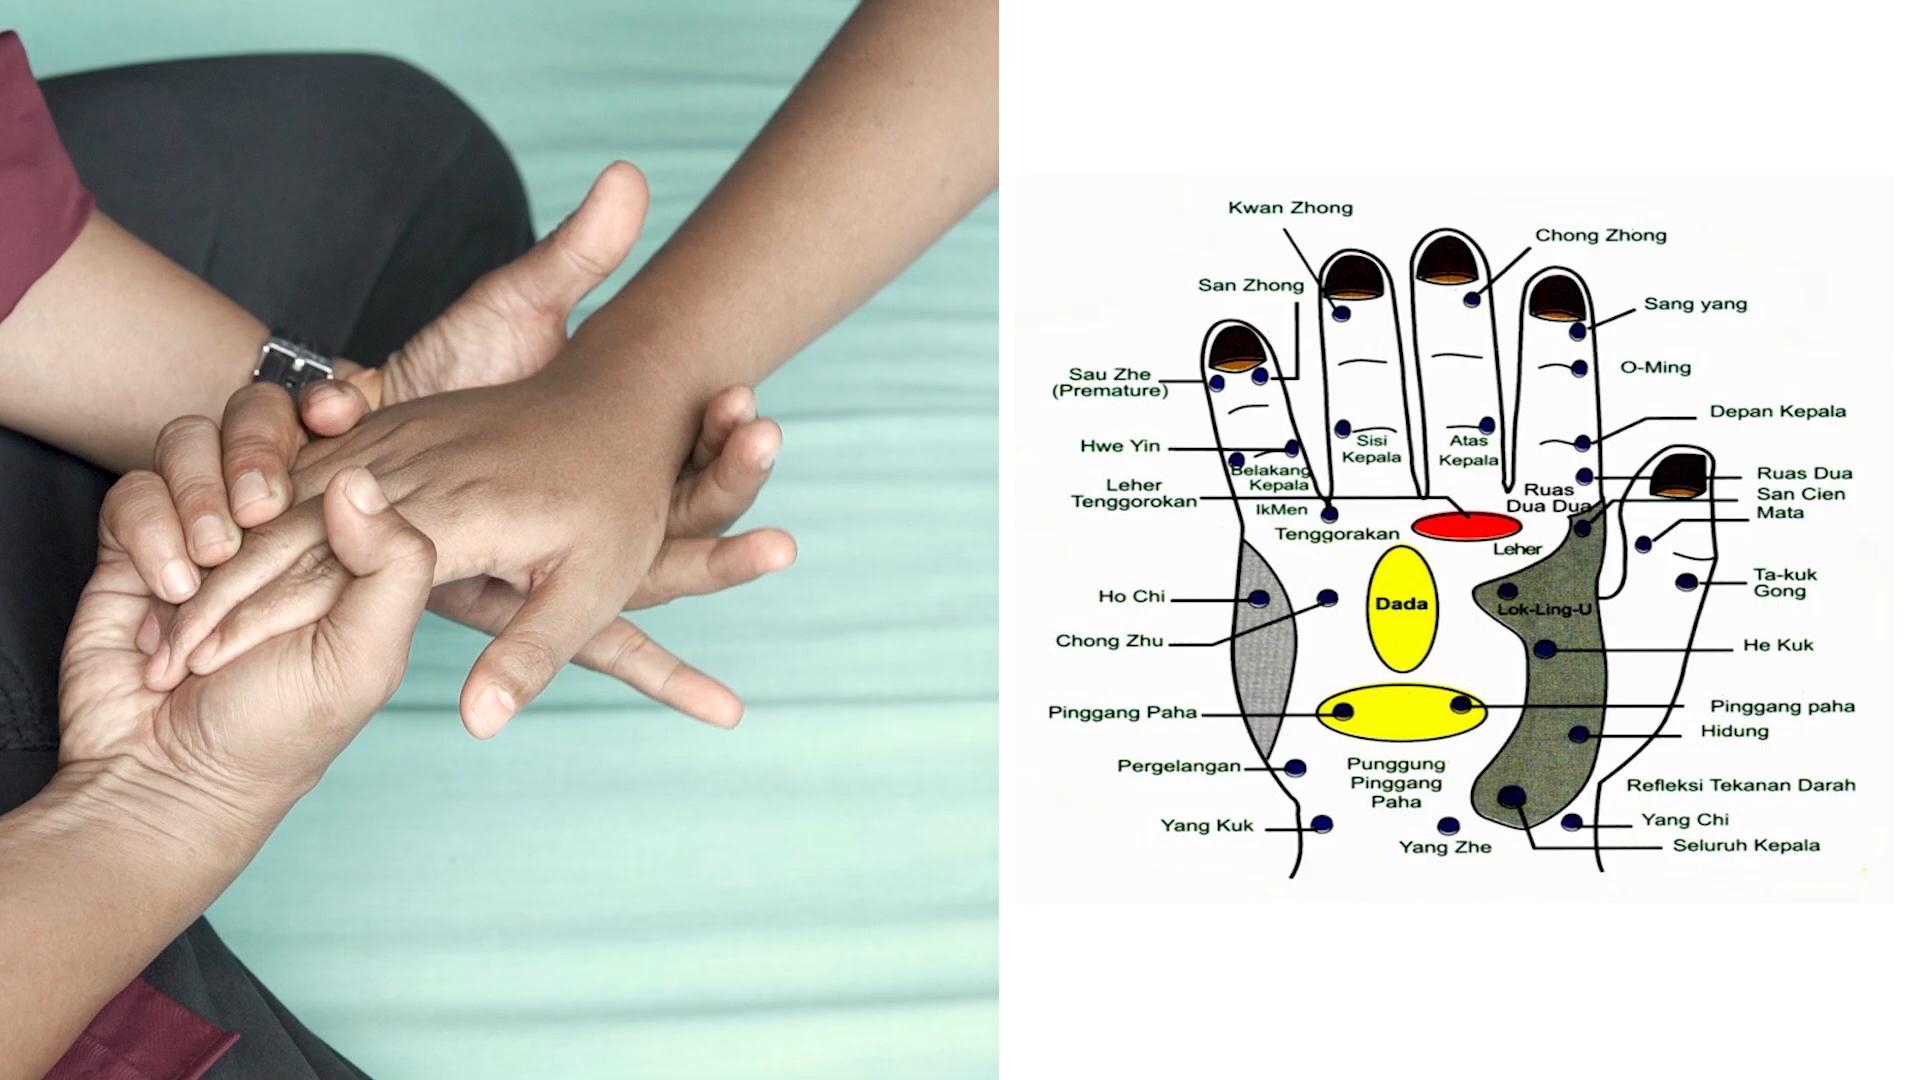 Kwan Zhong
Chong Zhong
San Zhong
Sang yang
Sau Zhe
(Premature)
O-Ming
Depan Kepala
Hwe Yin
Sisi
Kepala
Atas
Kepala
Belakang
Kepala
Leher
Tenggorokan
Ruas Dua
San Cien
Mata
Ruas
Dua Dua
IkMen
Tenggorakan
Leher
Ta-kuk
Gong
Ho Chi
Dada
Lok-Ling-U
Chong Zhu
He Kuk
Pinggang Paha
Pinggang paha
Hidung
Pergelangan
Punggung
Pinggang
Paha
Refleksi Tekanan Darah
Yang Kuk
Yang Zhe
Yang Chi
Seluruh Kepala